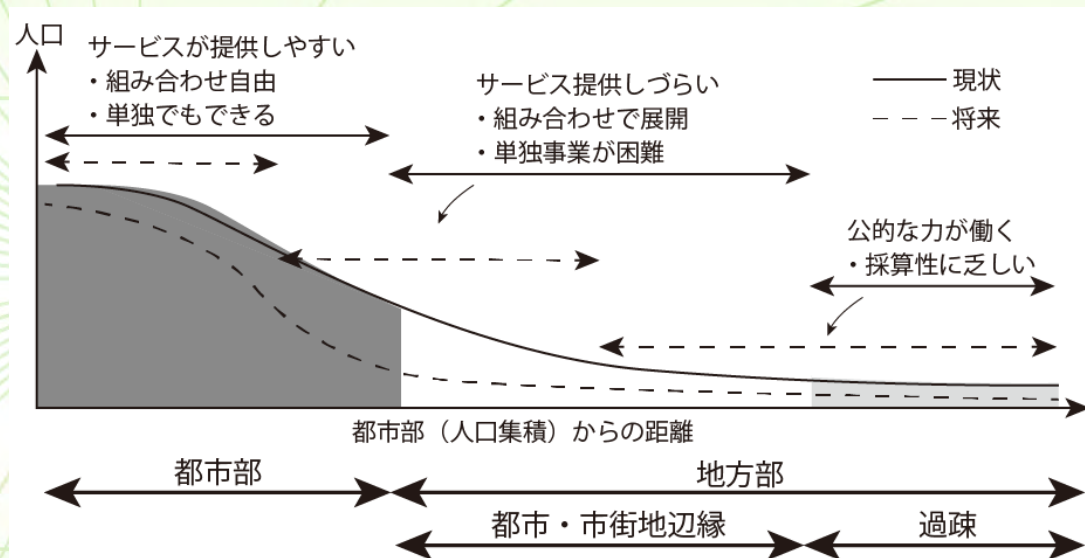 人口
サービスが提供しやすい
・組み合わせ自由
・単独でもできる
サービス提供しづらい
・組み合わせで展開
・単独事業が困難
現状
将来
公的な力が働く
・採算性に乏しい
都市部（人口集積）からの距離
都市部
地方部
都市・市街地辺縁
過疎